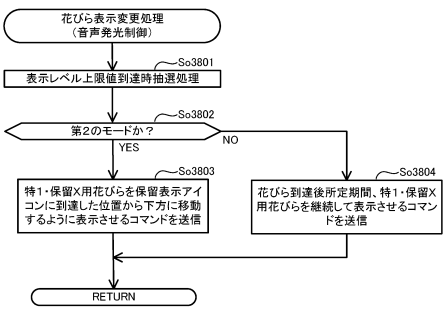 花びら表示変更処理
(音声発光制御)
So3801
表示レベル上限値到達時抽選処理
So3802
第2のモードか?
YES
NO
So3803
特1・保留X用花びらを保留表示アイ
コンに到達した位置から下方に移動
するように表示させるコマンドを送信
So3804
花びら到達後所定期間、特1・保留X
用花びらを継続して表示させるコマン
ドを送信
RETURN